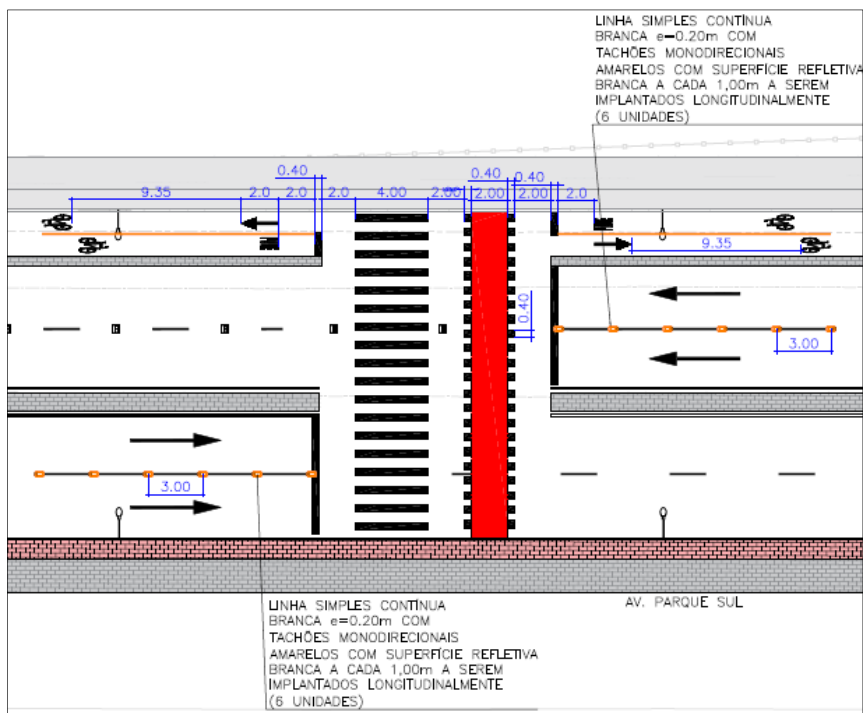 LINHA SIMPLES CONTÍNUA
BRANCA e=0.20m COM
TACHÕES MONODIRECIONAIS
AMARELOS COM SUPERFÍCIE REFLETIVA
BRANCA A CADA 1,00m A SEREM
IMPLANTADOS LONGITUDINALMENTE
(6 UNIDADES)
0.40
0.40
0.40
9.35
2.0
2.0
2.0
4.00
2.00
2.00
2.00
2.0
9.35
0.40
3.00
3.00
AV. PARQUE SUL
LINHA SIMPLES CONTÍNUA
BRANCA e=0.20m COM
TACHÕES MONODIRECIONAIS
AMARELOS COM SUPERFÍCIE REFLETIVA
BRANCA A CADA 1,00m A SEREM
IMPLANTADOS LONGITUDINALMENTE
(6 UNIDADES)